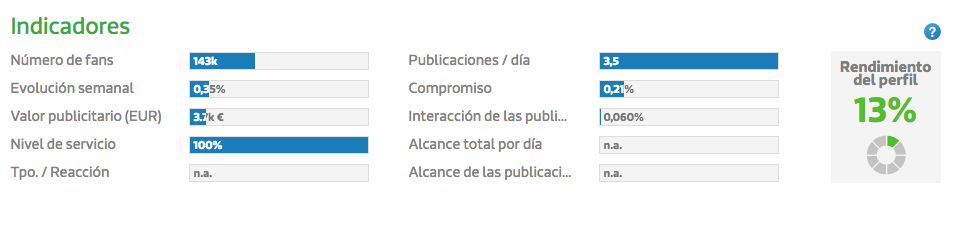 Indicadores
?
Número de fans 143k
Evolución semanal 0,35%
Valor publicitario (EUR) 3.7k €
Nivel de servicio 100%
Tpo. / Reacción n.a.
Publicaciones / día 3,5
Compromiso 0,21%
Interacción de las publi... 0,060%
Alcance total por día n.a.
Alcance de las publicaci... n.a.
Rendimiento
del perfil
13%